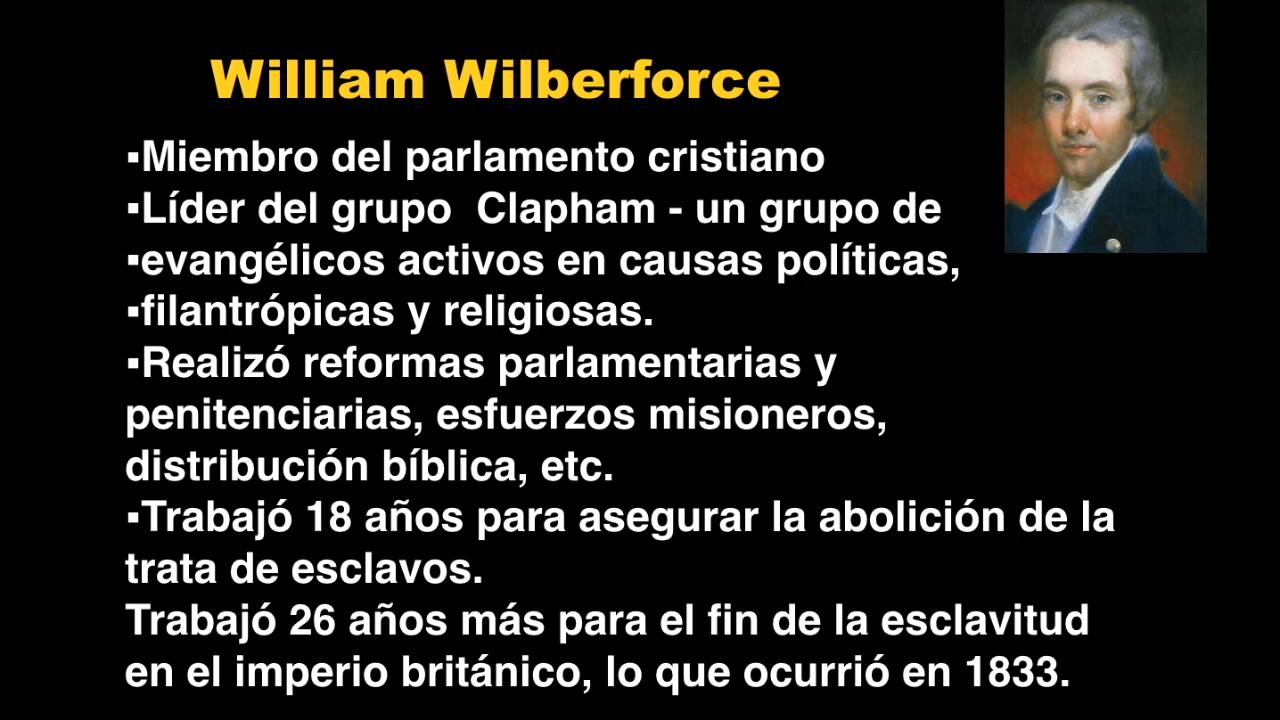 William Wilberforce
▪Miembro del parlamento cristiano
▪Líder del grupo  Clapham - un grupo de
▪evangélicos activos en causas políticas,
▪filantrópicas y religiosas.
▪Realizó reformas parlamentarias y
penitenciarias, esfuerzos misioneros,
distribución bíblica, etc.
▪Trabajó 18 años para asegurar la abolición de la
trata de esclavos.
Trabajó 26 años más para el fin de la esclavitud
en el imperio británico, lo que ocurrió en 1833.